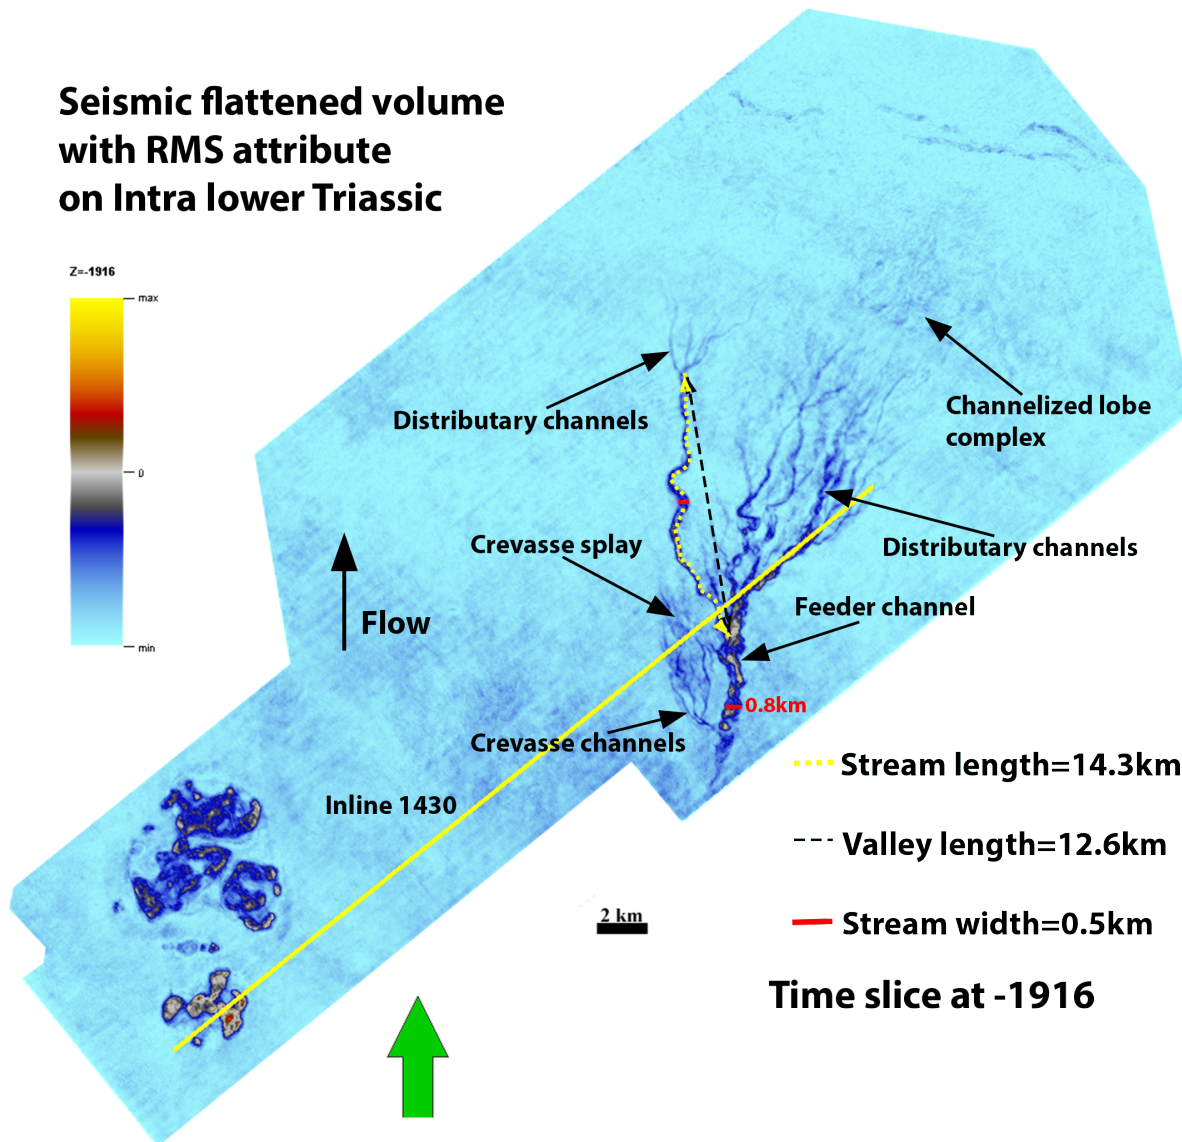 Seismic flattened volume
with RMS attribute
on Intra lower Triassic
Z=-1916
max
0
min
Distributary channels
Channelized lobe
complex
Crevasse splay
Distributary channels
Flow
Feeder channel
0.8km
Crevasse channels
Stream length=14.3km
Inline 1430
Valley length=12.6km
2 km
Stream width=0.5km
Time slice at -1916